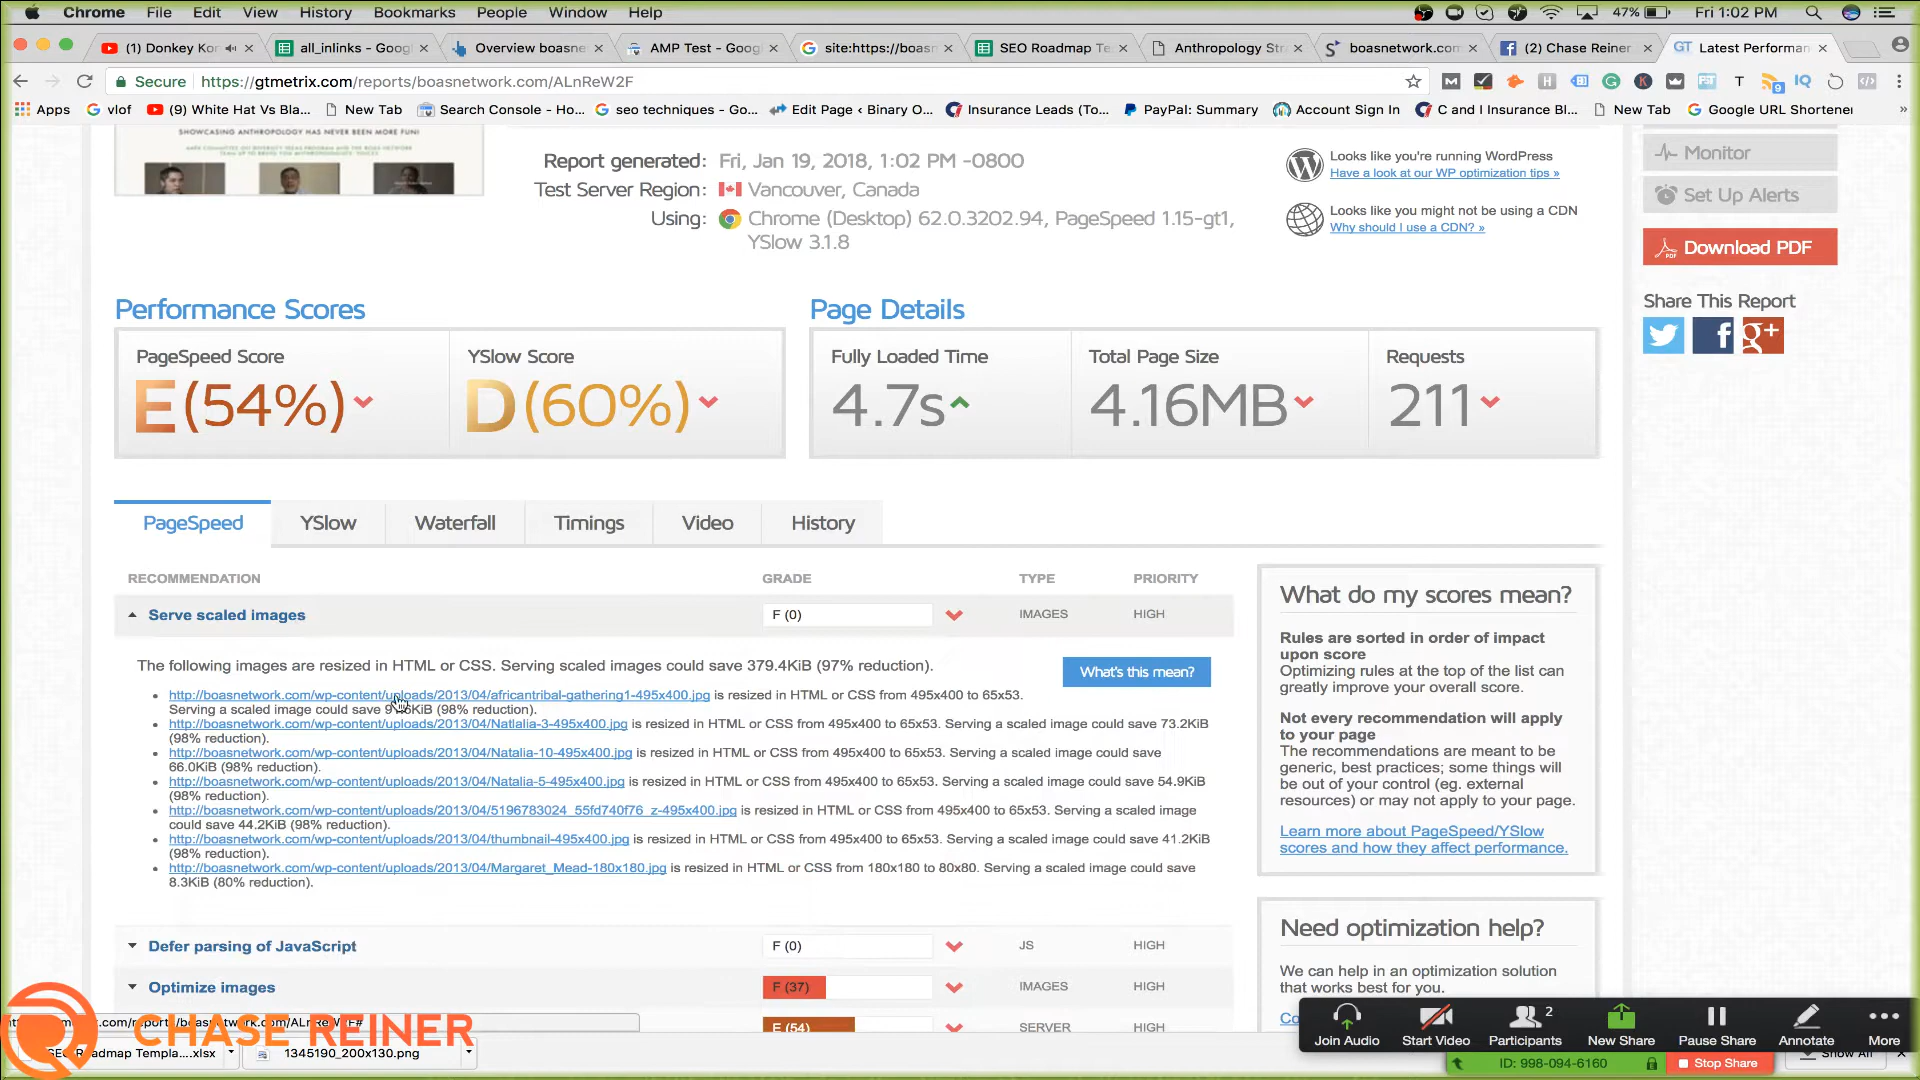 Chrome File Edit View History Bookmarks People Window Help 47% Fri 1:02 PM
(1) Donkey Kor all_inlinks - Goog Overview boasne AMP Test - Goog site:https://boas SEO Roadmap Te Anthropology Str boasnetwork.com (2) Chase Reiner Latest Performan
Secure https://gtmetrix.com/reports/boasnetwork.com/ALnReW2F
Apps vlof (9) White Hat Vs Bla... New Tab Search Console - Ho... seo techniques - Go... Edit Page ‹ Binary O... Insurance Leads (To... PayPal: Summary Account Sign In C and I Insurance Bl... New Tab Google URL Shortener »
SHOWCASING ANTHROPOLOGY HAS NEVER BEEN MORE FUN!
Report generated: Fri, Jan 19, 2018, 1:02 PM -0800
Test Server Region: Vancouver, Canada
Using: Chrome (Desktop) 62.0.3202.94, PageSpeed 1.15-gt1,
YSlow 3.1.8
Looks like you're running WordPress
Have a look at our WP optimization tips »
Looks like you might not be using a CDN
Why should I use a CDN? »
Monitor
Set Up Alerts
Download PDF
Share This Report
Performance Scores
PageSpeed Score YSlow Score
E(54%) D(60%)
Page Details
Fully Loaded Time Total Page Size Requests
4.7s 4.16MB 211
PageSpeed YSlow Waterfall Timings Video History
RECOMMENDATION GRADE TYPE PRIORITY
Serve scaled images F (0) IMAGES HIGH
The following images are resized in HTML or CSS. Serving scaled images could save 379.4KiB (97% reduction).
What's this mean?
http://boasnetwork.com/wp-content/uploads/2013/04/africantribal-gathering1-495x400.jpg is resized in HTML or CSS from 495x400 to 65x53.
Serving a scaled image could save (98% reduction).
http://boasnetwork.com/wp-content/uploads/2013/04/Natlalia-3-495x400.jpg is resized in HTML or CSS from 495x400 to 65x53. Serving a scaled image could save 73.2KiB
(98% reduction).
http://boasnetwork.com/wp-content/uploads/2013/04/Natalia-10-495x400.jpg is resized in HTML or CSS from 495x400 to 65x53. Serving a scaled image could save
66.0KiB (98% reduction).
http://boasnetwork.com/wp-content/uploads/2013/04/Natalia-5-495x400.jpg is resized in HTML or CSS from 495x400 to 65x53. Serving a scaled image could save 54.9KiB
(98% reduction).
http://boasnetwork.com/wp-content/uploads/2013/04/5196783024_55fd740f76_z-495x400.jpg is resized in HTML or CSS from 495x400 to 65x53. Serving a scaled image
could save 44.2KiB (98% reduction).
http://boasnetwork.com/wp-content/uploads/2013/04/thumbnail-495x400.jpg is resized in HTML or CSS from 495x400 to 65x53. Serving a scaled image could save 41.2KiB
(98% reduction).
http://boasnetwork.com/wp-content/uploads/2013/04/Margaret_Mead-180x180.jpg is resized in HTML or CSS from 180x180 to 80x80. Serving a scaled image could save
8.3KiB (80% reduction).
Defer parsing of JavaScript F (0) JS HIGH
Optimize images F (37) IMAGES HIGH
E (54) SERVER HIGH
What do my scores mean?
Rules are sorted in order of impact
upon score
Optimizing rules at the top of the list can
greatly improve your overall score.
Not every recommendation will apply
to your page
The recommendations are meant to be
generic, best practices; some things will
be out of your control (eg. external
resources) or may not apply to your page.
Learn more about PageSpeed/YSlow
scores and how they affect performance.
Need optimization help?
We can help in an optimization solution
that works best for you.
CHASE REINER
SEO Roadmap Templa....xlsx 1345190_200x130.png Show All
Join Audio Start Video Participants 2 New Share Pause Share Annotate More
ID: 998-094-6160 Stop Share